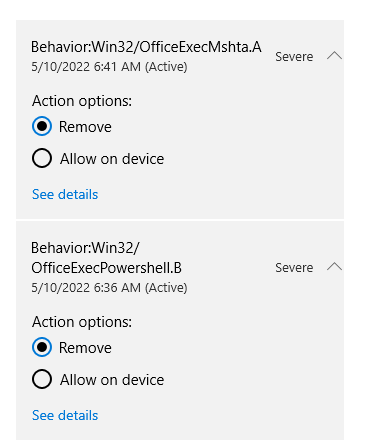 Behavior:Win32/OfficeExecMshta.A
Severe
5/10/2022 6:41 AM (Active)
Action options:
Remove
Allow on device
See details
Behavior:Win32/
OfficeExecPowershell.B
Severe
5/10/2022 6:36 AM (Active)
Action options:
Remove
Allow on device
See details